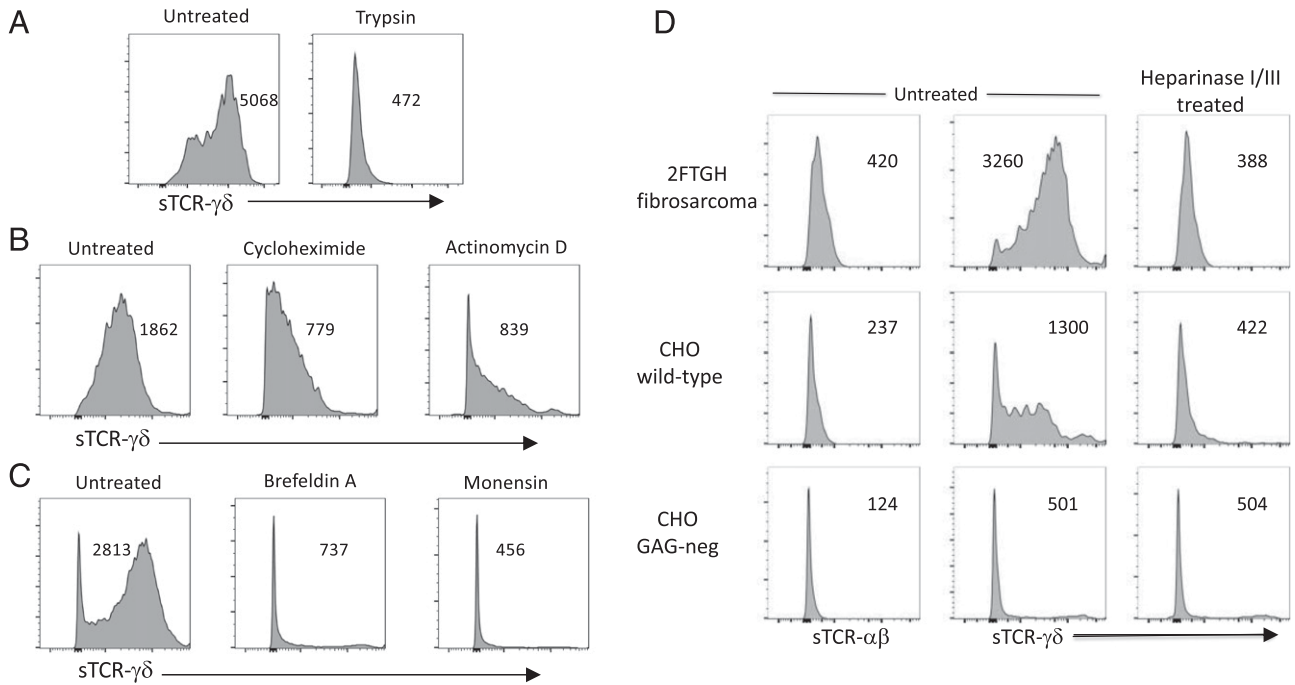 A
Untreated
Trypsin
5068
472
sTCR-γδ
B
Untreated
Cycloheximide
Actinomycin D
1862
779
839
sTCR-γδ
C
Untreated
Brefeldin A
Monensin
2813
737
456
sTCR-γδ
D
Untreated
Heparinase I/III
treated
2FTGH
fibrosarcoma
420
3260
388
CHO
wild-type
237
1300
422
CHO
GAG-neg
124
501
504
sTCR-αβ
sTCR-γδ